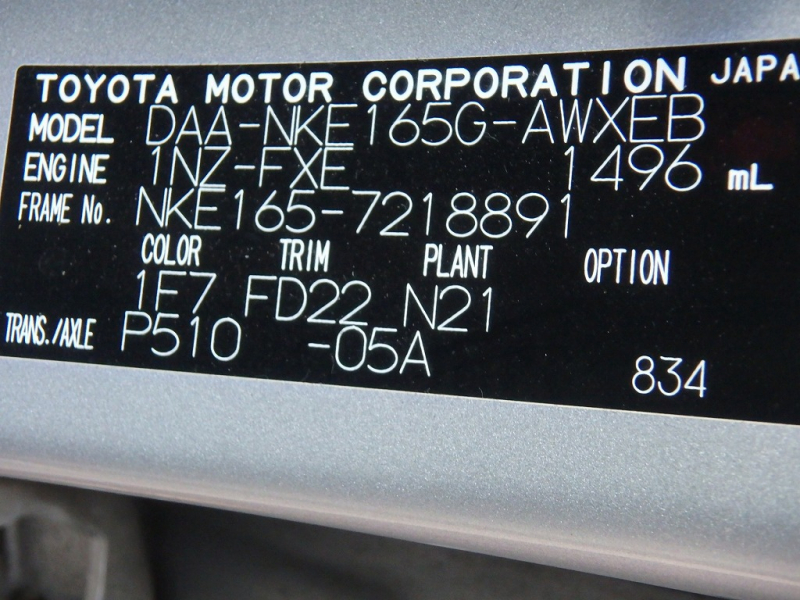 TOYOTA MOTOR CORPORATION JAPA
MODEL DAA-NKE165G-AWXEB
ENGINE 1NZ-FXE 1496 mL
FRAME No. NKE165-7218891
COLOR TRIM PLANT OPTION
1F7 FD22 N21
TRANS./AXLE P510 -05A
834